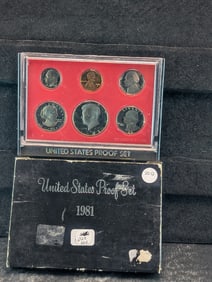 UNITED STATES PROOF SET
United States Proof Set
1981